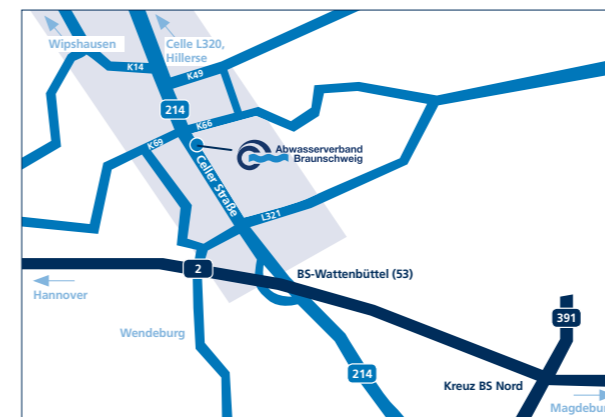 Wipshausen
Celle L320,
Hillerse
K14
K49
214
K66
K69
Abwasserverband
Braunschweig
Celler Straße
L321
2
BS-Wattenbüttel (53)
Hannover
391
Wendeburg
214
Kreuz BS Nord